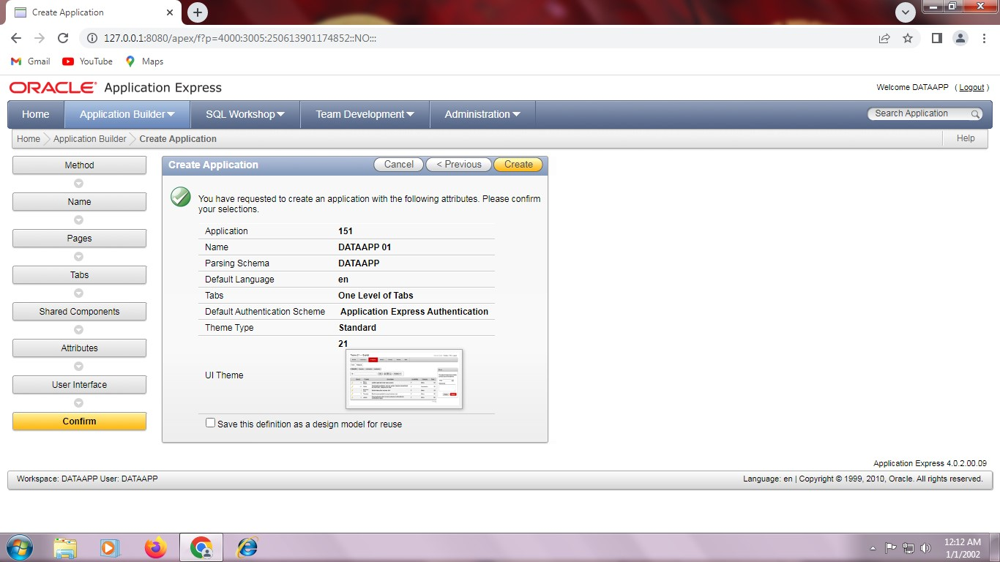 Create Application
127.0.0.1:8080/apex/f?p=4000:3005:250613901174852::NO:::
Gmail YouTube Maps
ORACLE Application Express
Welcome DATAAPP ( Logout )
Home Application Builder SQL Workshop Team Development Administration Search Application
Home Application Builder Create Application Help
Method
Name
Pages
Tabs
Shared Components
Attributes
User Interface
Confirm
Create Application Cancel < Previous Create
You have requested to create an application with the following attributes. Please confirm
your selections.
Application 151
Name DATAAPP 01
Parsing Schema DATAAPP
Default Language en
Tabs One Level of Tabs
Default Authentication Scheme Application Express Authentication
Theme Type Standard
UI Theme 21
Save this definition as a design model for reuse
Application Express 4.0.2.00.09
Workspace: DATAAPP User: DATAAPP Language: en | Copyright © 1999, 2010, Oracle. All rights reserved.
12:12 AM
1/1/2002